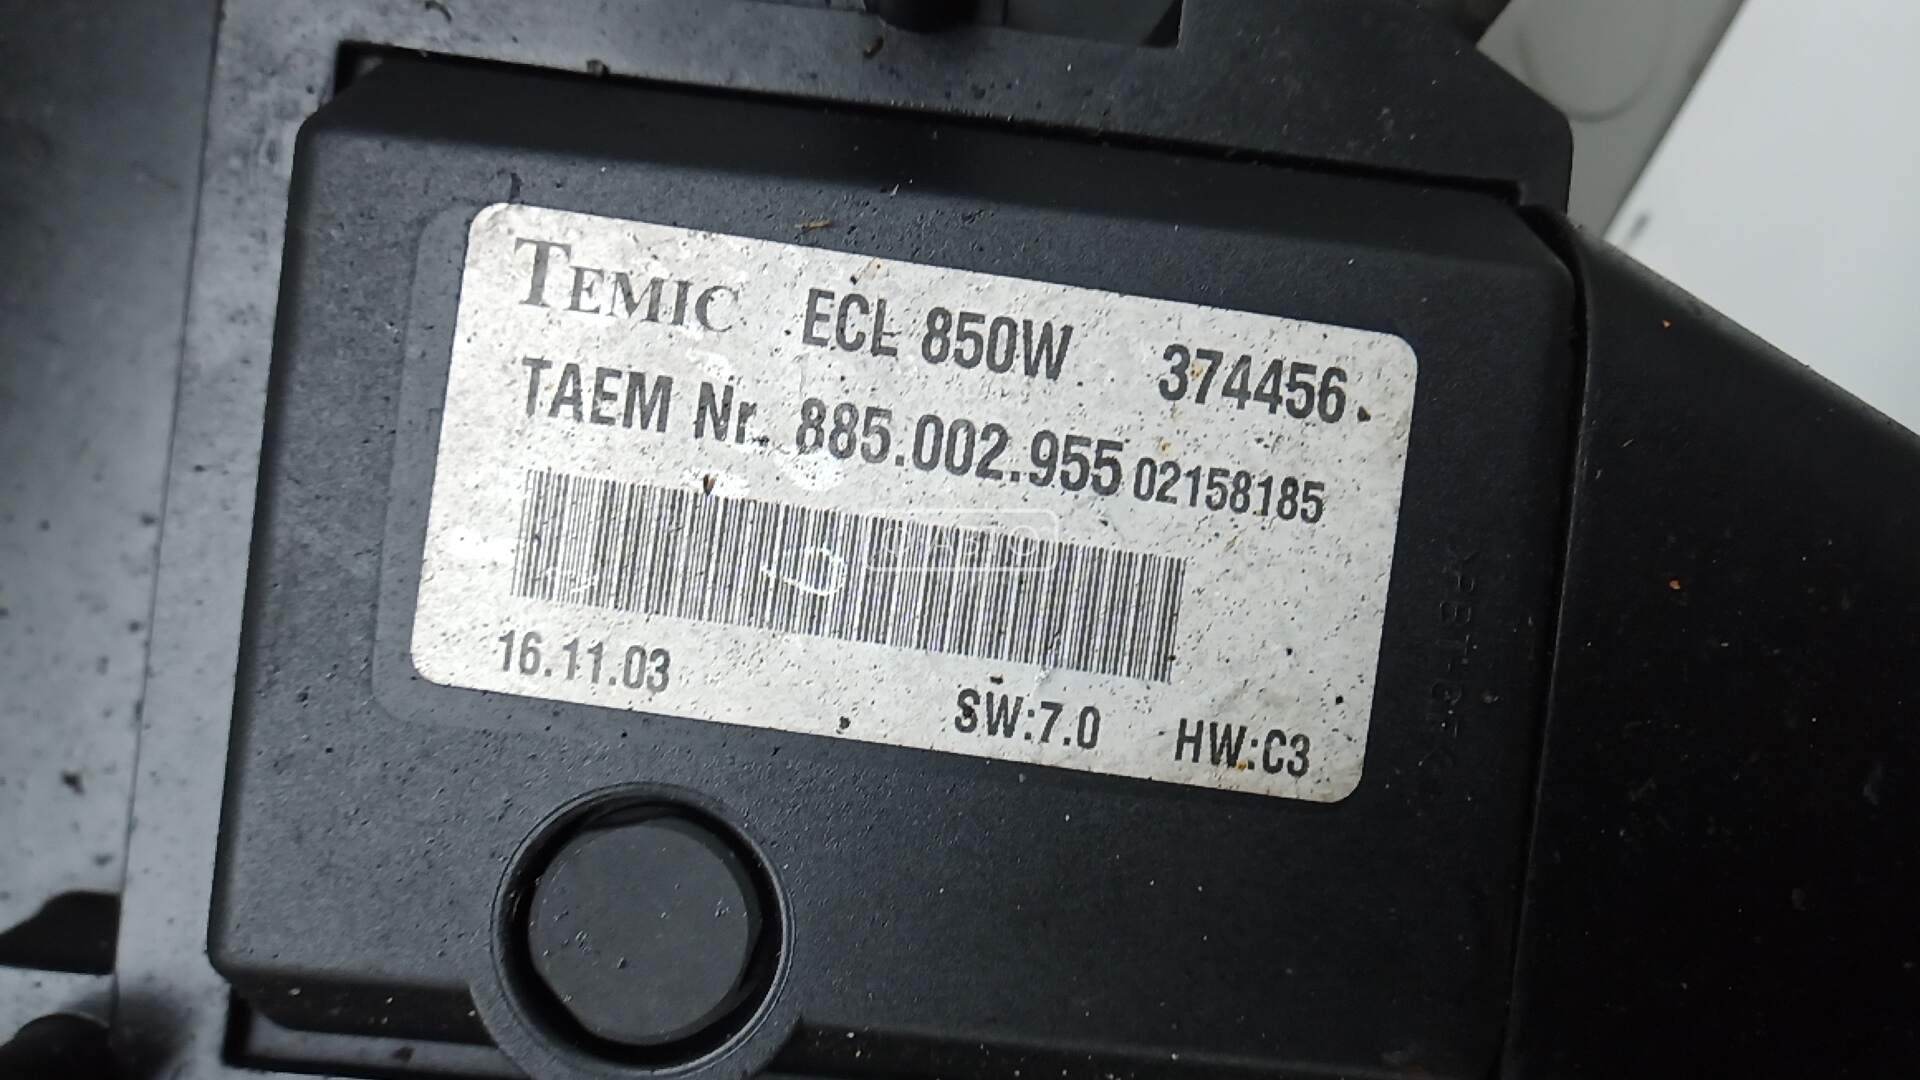 TEMIC ECL 850W 374456.
TAEM Nr. 885.002.955 02158185
16.11.03 SW:7.0 HW:C3